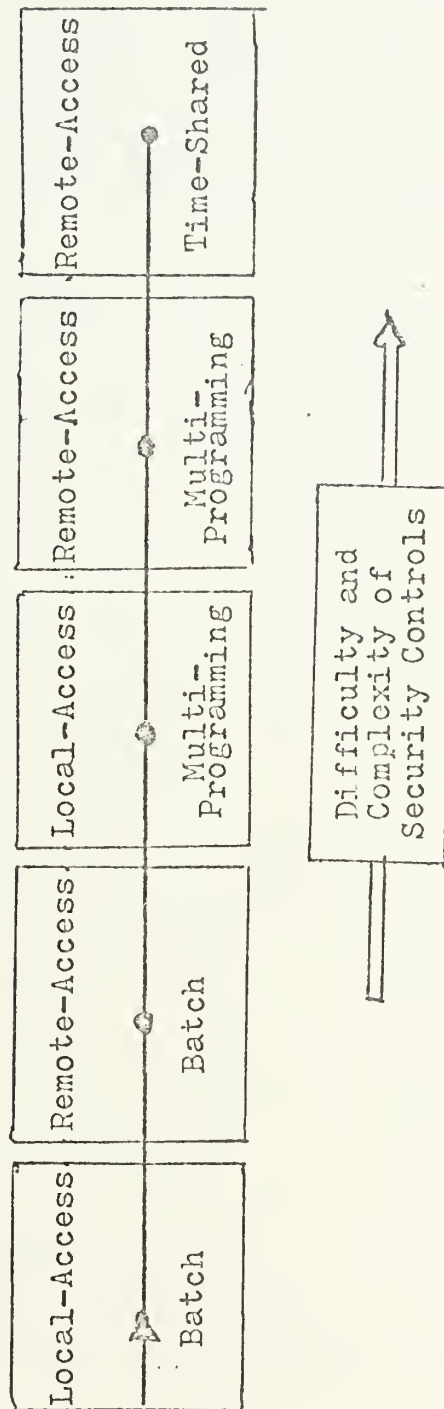 Local-Access
Batch
Remote-Access
Batch
Local-Access
Multi-
Programming
Remote-Access
Multi-
Programming
Remote-Access
Time-Shared
Difficulty and
Complexity of
Security Controls